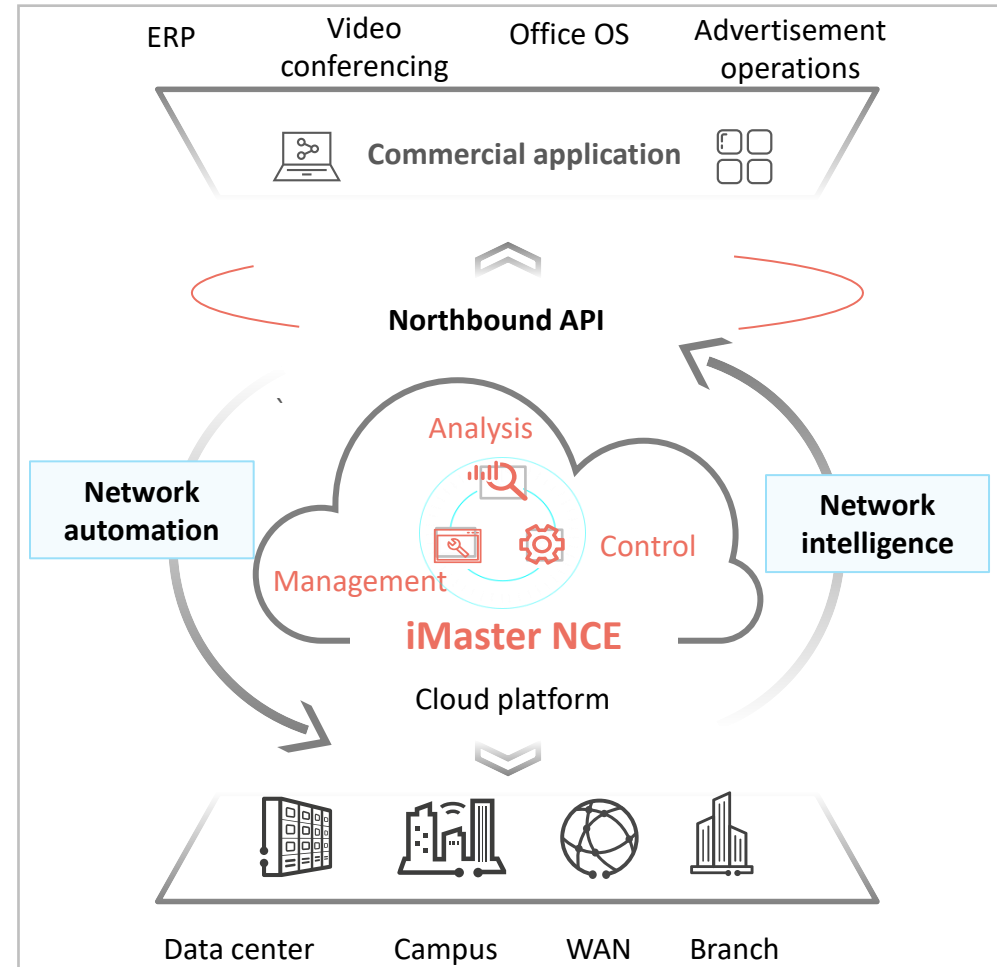 ERP
Video
conferencing
Office OS
Advertisement
operations
Commercial application
Northbound API
Analysis
Network
automation
Network
intelligence
Control
Management
iMaster NCE
Cloud platform
Data center
Campus
WAN
Branch